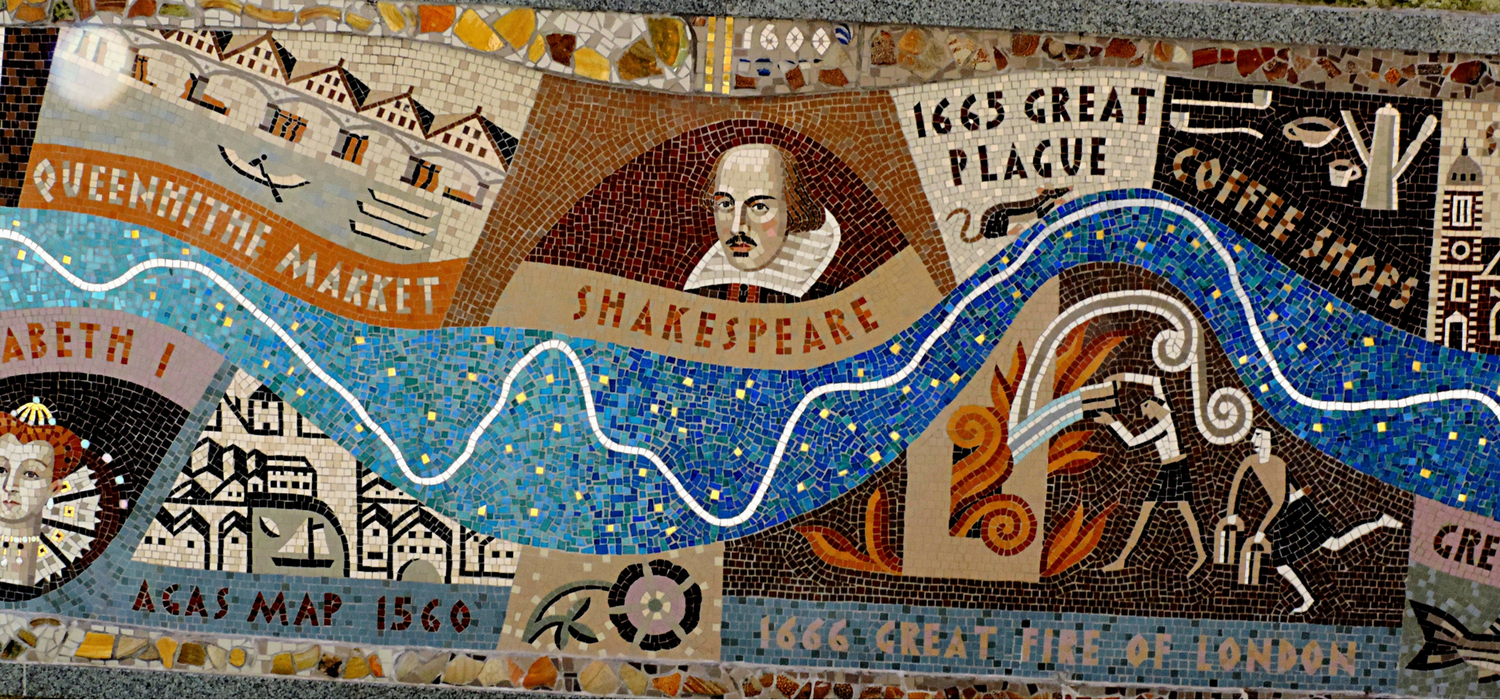 1600
QUEENHITHE MARKET
SHAKESPEARE
1665 GREAT
PLAGUE
COFFEE SHOPS
ABETH I
AGAS MAP 1560
1666 GREAT FIRE OF LONDON
GRE